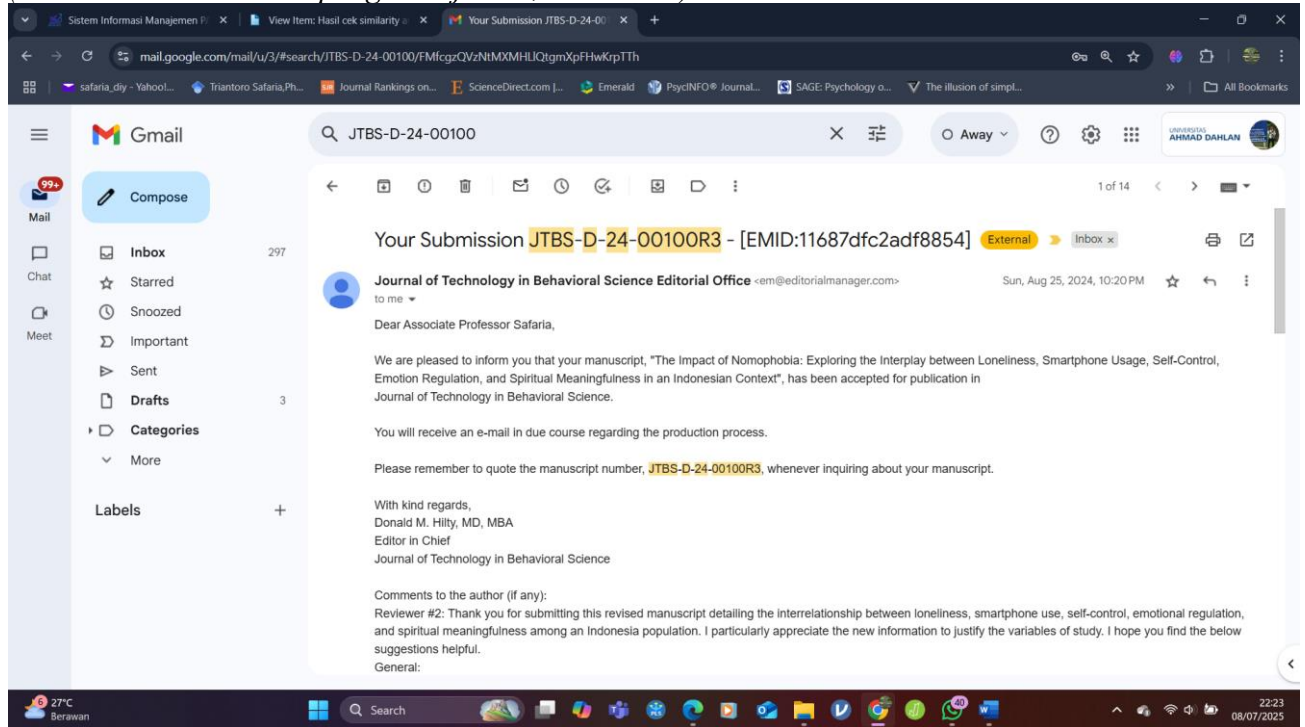 Sistem Informasi Manajemen P
View Item: Hasil cek similarity a
Your Submission JTBS-D-24-00
mail.google.com/mail/u/3/#search/JTBS-D-24-00100/FMfcgzQVzNtMXMHLlQtgmXpFHwKrpTTh
safaria_diy - Yahoo!...
Triantoro Safaria,Ph...
Journal Rankings on...
ScienceDirect.com |...
Emerald
PsycINFO® Journal...
SAGE: Psychology o...
The illusion of simpl...
»
All Bookmarks
Gmail
JTBS-D-24-00100
Away
UNIVERSITAS
AHMAD DAHLAN
99+
Mail
Chat
Meet
Compose
Inbox 297
Starred
Snoozed
Important
Sent
Drafts 3
Categories
More
Labels +
1 of 14
Your Submission JTBS-D-24-00100R3 - [EMID:11687dfc2adf8854] External Inbox x
Journal of Technology in Behavioral Science Editorial Office <em@editorialmanager.com> Sun, Aug 25, 2024, 10:20 PM
to me
Dear Associate Professor Safaria,
We are pleased to inform you that your manuscript, "The Impact of Nomophobia: Exploring the Interplay between Loneliness, Smartphone Usage, Self-Control,
Emotion Regulation, and Spiritual Meaningfulness in an Indonesian Context", has been accepted for publication in
Journal of Technology in Behavioral Science.
You will receive an e-mail in due course regarding the production process.
Please remember to quote the manuscript number, JTBS-D-24-00100R3, whenever inquiring about your manuscript.
With kind regards,
Donald M. Hilty, MD, MBA
Editor in Chief
Journal of Technology in Behavioral Science
Comments to the author (if any):
Reviewer #2: Thank you for submitting this revised manuscript detailing the interrelationship between loneliness, smartphone use, self-control, emotional regulation,
and spiritual meaningfulness among an Indonesia population. I particularly appreciate the new information to justify the variables of study. I hope you find the below
suggestions helpful.
General:
6
27°C
Berawan
Search
40
22:23
08/07/2025